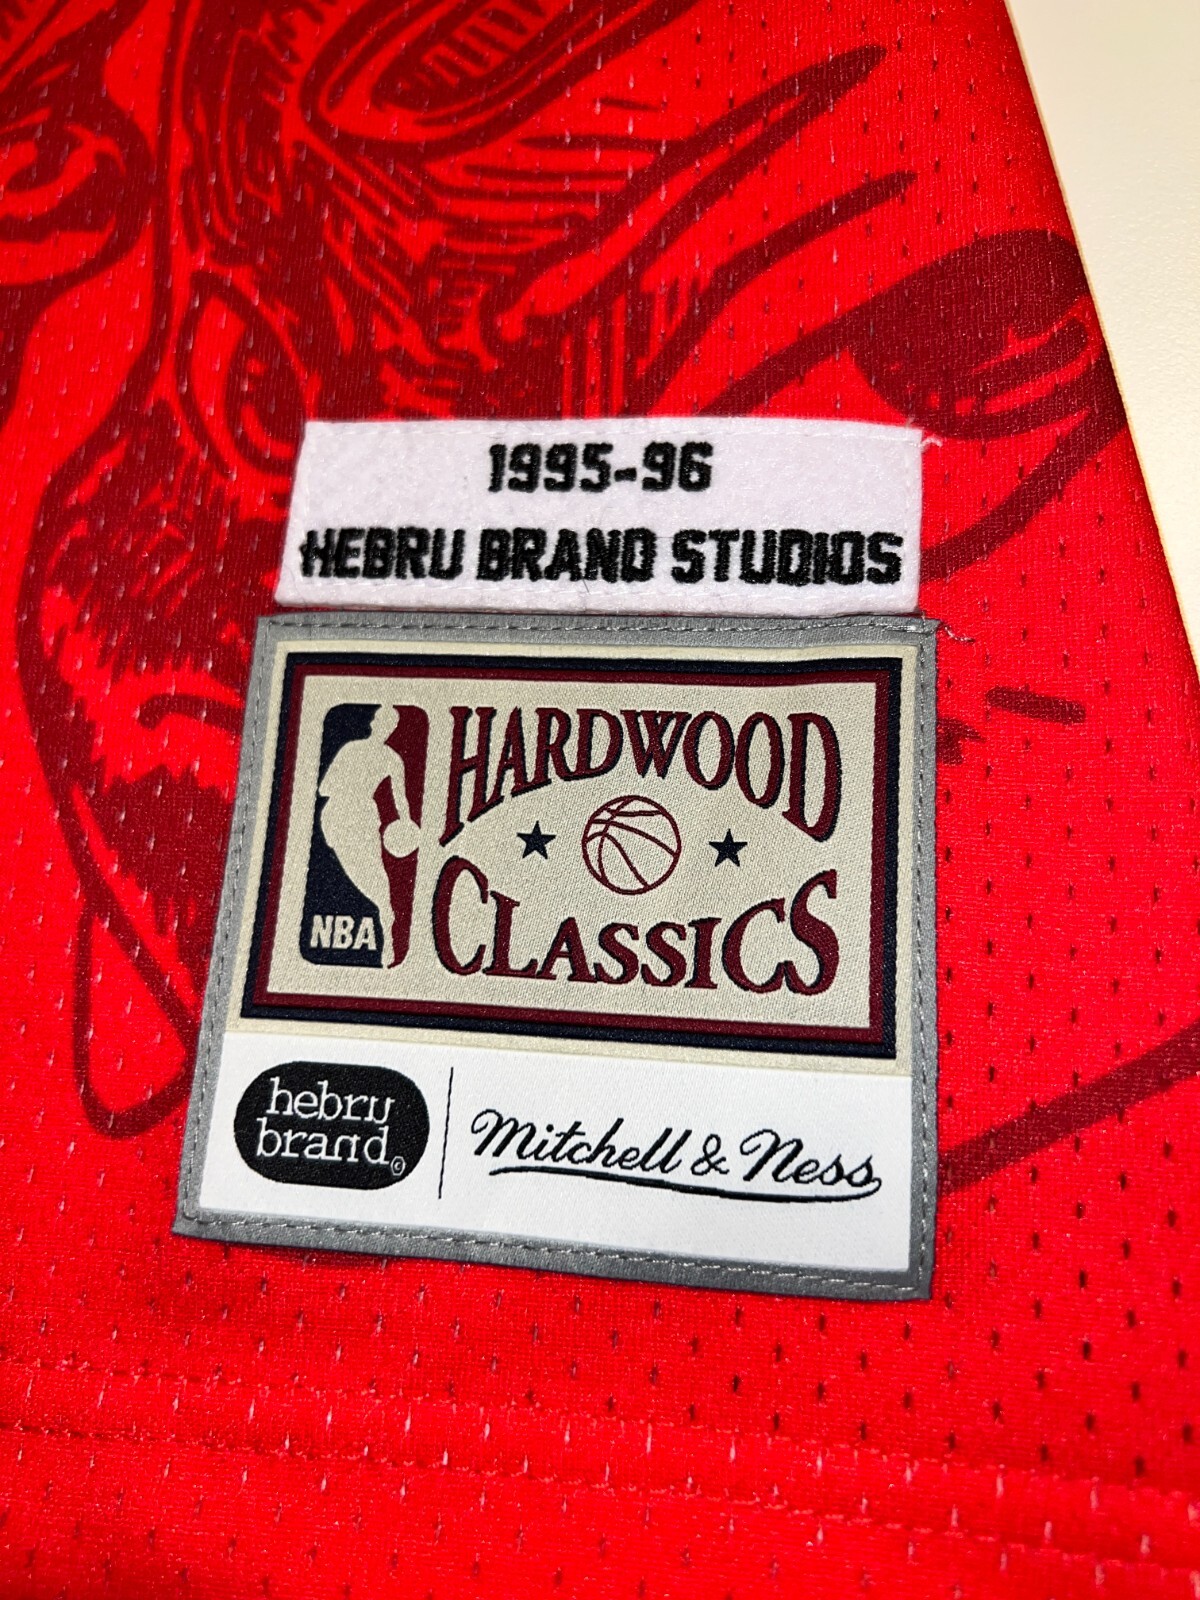 1995-96
HEBRU BRAND STUDIOS
HARDWOOD
CLASSICS
NBA
hebru
brand©
Mitchell & Ness